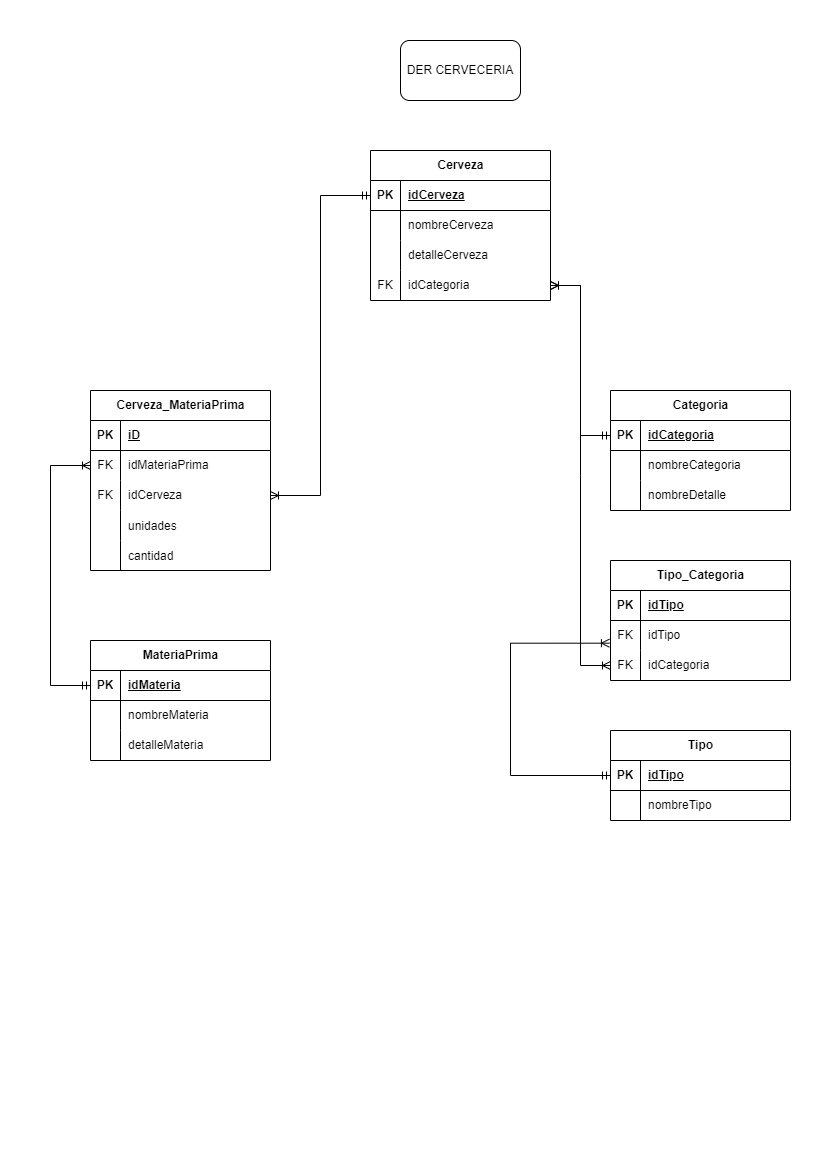 DER CERVECERIA
Cerveza
PK idCerveza
nombreCerveza
detalleCerveza
FK idCategoria
Cerveza_MateriaPrima
PK iD
FK idMateriaPrima
FK idCerveza
unidades
cantidad
Categoria
PK idCategoria
nombreCategoria
nombreDetalle
Tipo_Categoria
PK idTipo
FK idTipo
FK idCategoria
MateriaPrima
PK idMateria
nombreMateria
detalleMateria
Tipo
PK idTipo
nombreTipo